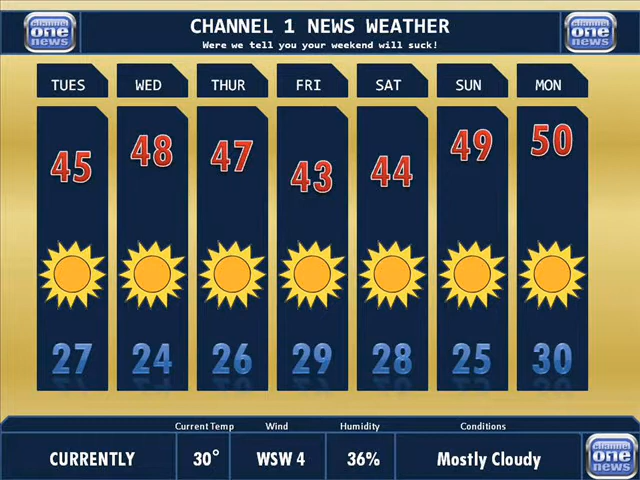 CHANNEL 1 NEWS WEATHER
Were we tell you your weekend will suck!
channel one news
channel one news
TUES WED THUR FRI SAT SUN MON
45 48 47 43 44 49 50
27 24 26 29 28 25 30
Current Temp Wind Humidity Conditions
CURRENTLY 30° WSW 4 36% Mostly Cloudy
channel one news